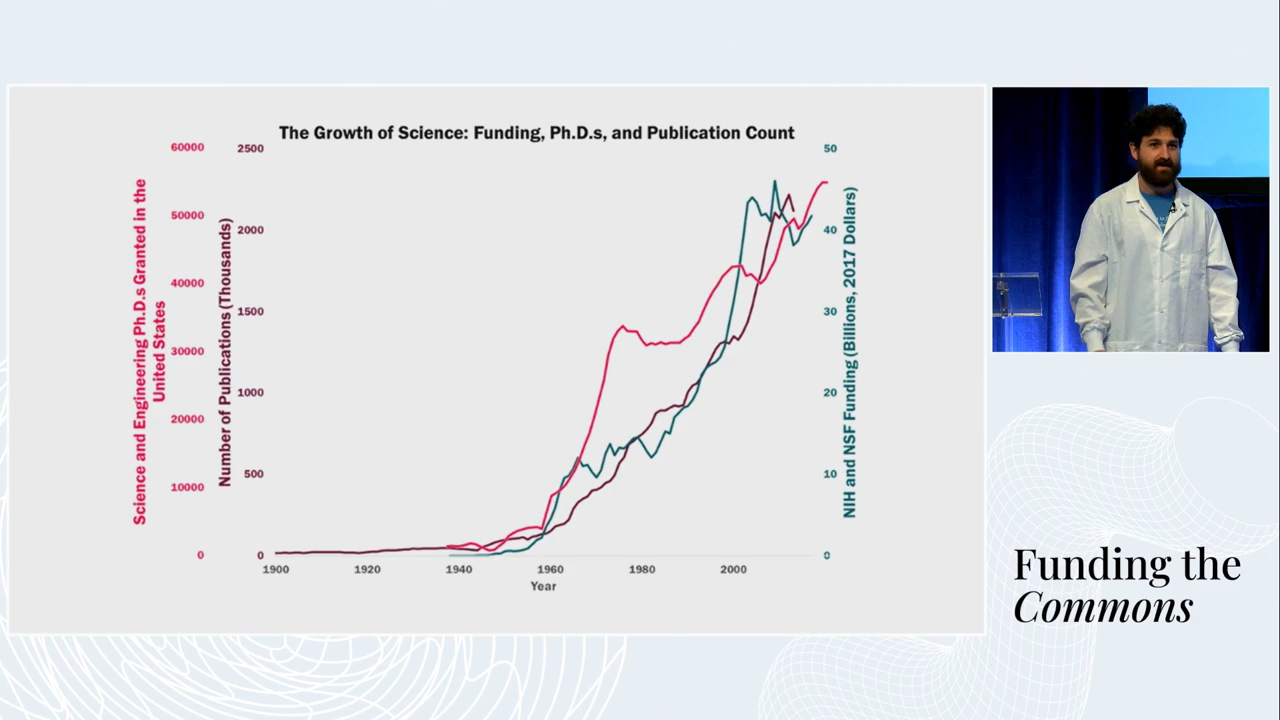 The Growth of Science: Funding, Ph.D.s, and Publication Count
Science and Engineering Ph.D.s Granted in the
United States
60000
50000
40000
30000
20000
10000
0
Number of Publications (Thousands)
2500
2000
1500
1000
500
0
50
40
30
20
10
0
NIH and NSF Funding (Billions, 2017 Dollars)
1900 1920 1940 1960 1980 2000
Year
Funding the
Commons